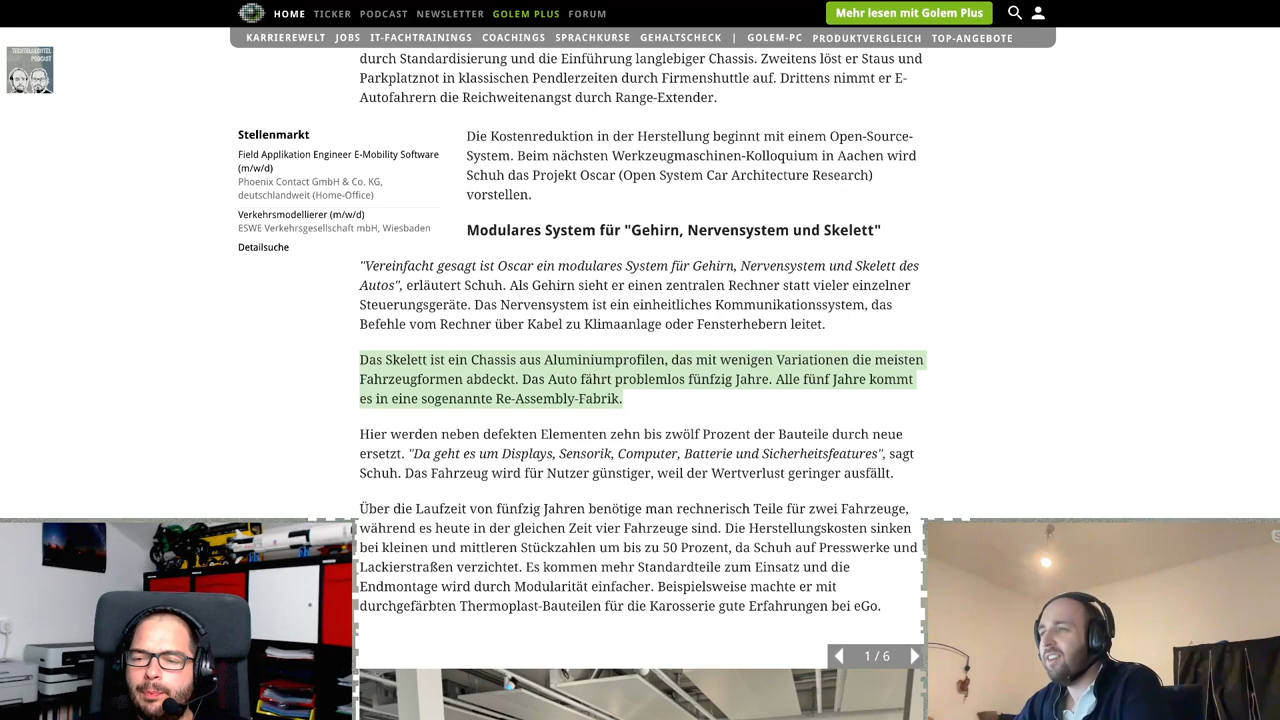 HOME TICKER PODCAST NEWSLETTER GOLEM PLUS FORUM
Mehr lesen mit Golem Plus
KARRIEREWELT JOBS IT-FACHTRAININGS COACHINGS SPRACHKURSE GEHALTSCHECK | GOLEM-PC PRODUKTVERGLEICH TOP-ANGEBOTE
TECHTELMECHTEL
PODCAST
durch Standardisierung und die Einführung langlebiger Chassis. Zweitens löst er Staus und
Parkplatznot in klassischen Pendlerzeiten durch Firmenshuttle auf. Drittens nimmt er E-
Autofahrern die Reichweitenangst durch Range-Extender.
Stellenmarkt
Field Applikation Engineer E-Mobility Software
(m/w/d)
Phoenix Contact GmbH & Co. KG,
deutschlandweit (Home-Office)
Verkehrsmodellierer (m/w/d)
ESWE Verkehrsgesellschaft mbH, Wiesbaden
Detailsuche
Die Kostenreduktion in der Herstellung beginnt mit einem Open-Source-
System. Beim nächsten Werkzeugmaschinen-Kolloquium in Aachen wird
Schuh das Projekt Oscar (Open System Car Architecture Research)
vorstellen.
Modulares System für "Gehirn, Nervensystem und Skelett"
"Vereinfacht gesagt ist Oscar ein modulares System für Gehirn, Nervensystem und Skelett des
Autos", erläutert Schuh. Als Gehirn sieht er einen zentralen Rechner statt vieler einzelner
Steuerungsgeräte. Das Nervensystem ist ein einheitliches Kommunikationssystem, das
Befehle vom Rechner über Kabel zu Klimaanlage oder Fensterhebern leitet.
Das Skelett ist ein Chassis aus Aluminiumprofilen, das mit wenigen Variationen die meisten
Fahrzeugformen abdeckt. Das Auto fährt problemlos fünfzig Jahre. Alle fünf Jahre kommt
es in eine sogenannte Re-Assembly-Fabrik.
Hier werden neben defekten Elementen zehn bis zwölf Prozent der Bauteile durch neue
ersetzt. "Da geht es um Displays, Sensorik, Computer, Batterie und Sicherheitsfeatures", sagt
Schuh. Das Fahrzeug wird für Nutzer günstiger, weil der Wertverlust geringer ausfällt.
Über die Laufzeit von fünfzig Jahren benötige man rechnerisch Teile für zwei Fahrzeuge,
während es heute in der gleichen Zeit vier Fahrzeuge sind. Die Herstellungskosten sinken
bei kleinen und mittleren Stückzahlen um bis zu 50 Prozent, da Schuh auf Presswerke und
Lackierstraßen verzichtet. Es kommen mehr Standardteile zum Einsatz und die
Endmontage wird durch Modularität einfacher. Beispielsweise machte er mit
durchgefärbten Thermoplast-Bauteilen für die Karosserie gute Erfahrungen bei eGo.
1 / 6